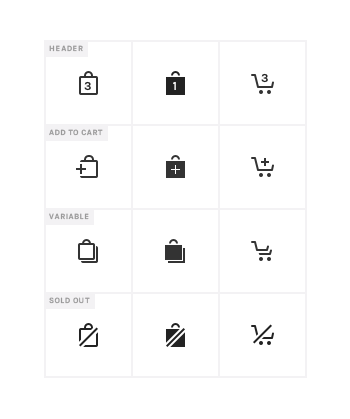 HEADER
3
1
3
ADD TO CART
VARIABLE
SOLD OUT